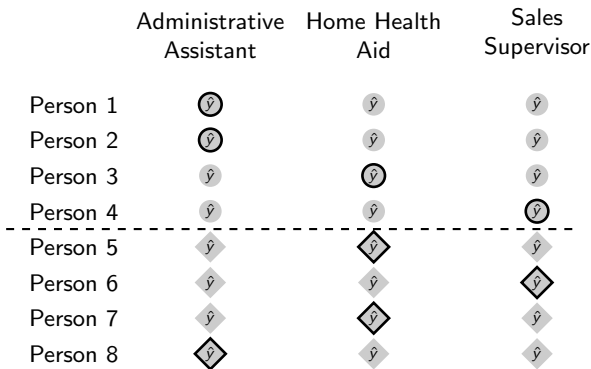 Administrative Assistant
Home Health Aid
Sales Supervisor
Person 1 ŷ ŷ ŷ
Person 2 ŷ ŷ ŷ
Person 3 ŷ ŷ ŷ
Person 4 ŷ ŷ ŷ
Person 5 ŷ ŷ ŷ
Person 6 ŷ ŷ ŷ
Person 7 ŷ ŷ ŷ
Person 8 ŷ ŷ ŷ